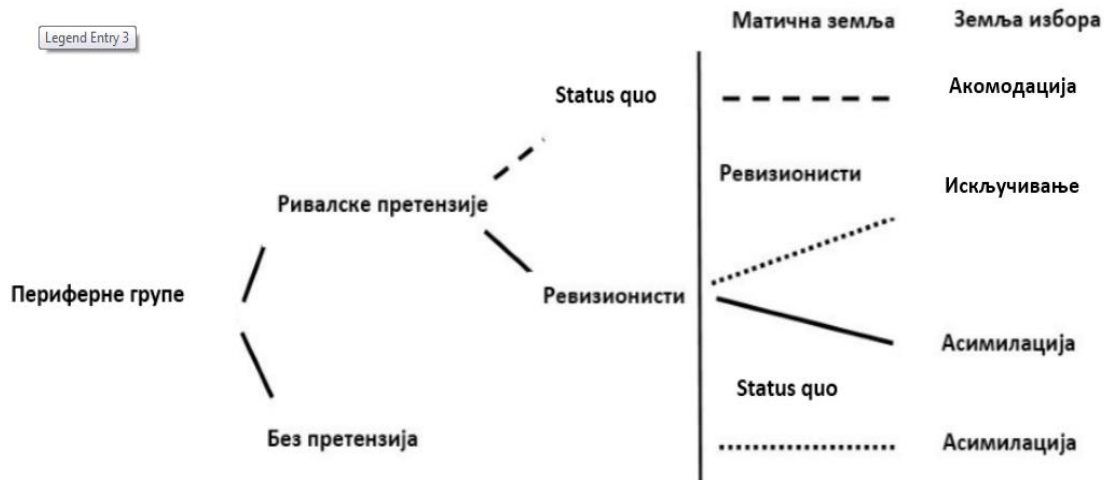 Матична земља
Земља избора
Legend Entry 3
Status quo
Акомодација
Ревизионисти
Искључивање
Ривалске претензије
Периферне групе
Ревизионисти
Асимилација
Status quo
Без претензија
Асимилација